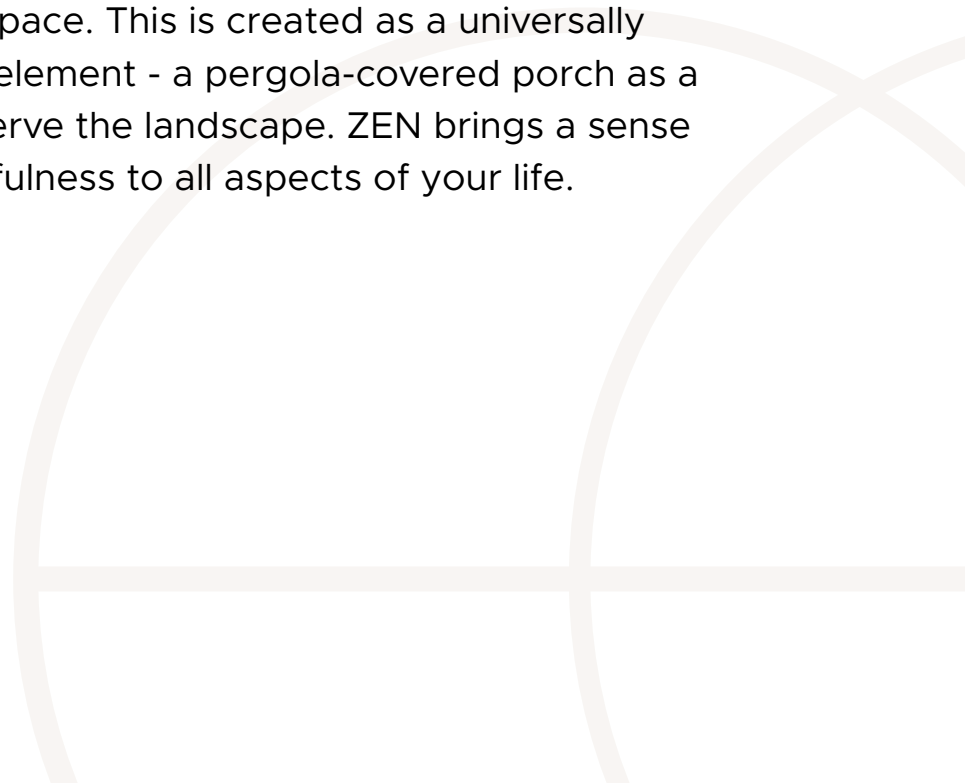 pace. This is created as a universally
element - a pergola-covered porch as a
erve the landscape. ZEN brings a sense
fulness to all aspects of your life.